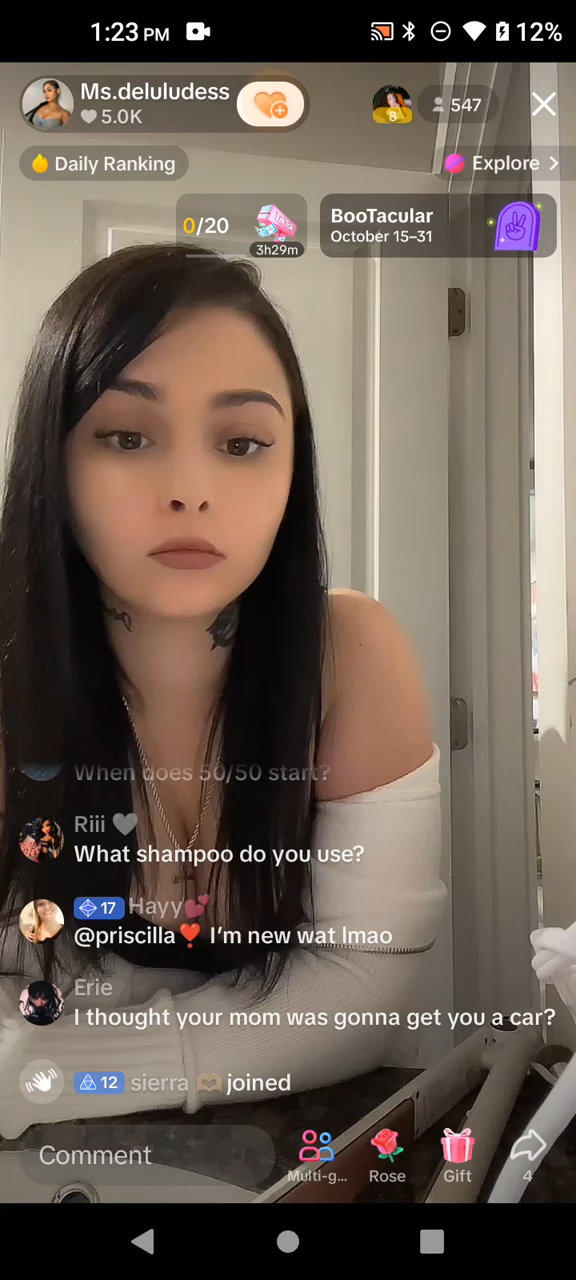 1:23 PM
12%
Ms.deluludess
5.0K
8
547
Daily Ranking
Explore >
0/20
TikTok
3h29m
BooTacular
October 15–31
When does 50/50 start?
Riii 🩶
What shampoo do you use?
17 Hayy💕
@priscilla❣️ I'm new wat lmao
Erie
I thought your mom was gonna get you a car?
12 sierra 🫶🏽 joined
Comment
Multi-g...
Rose
Gift
4